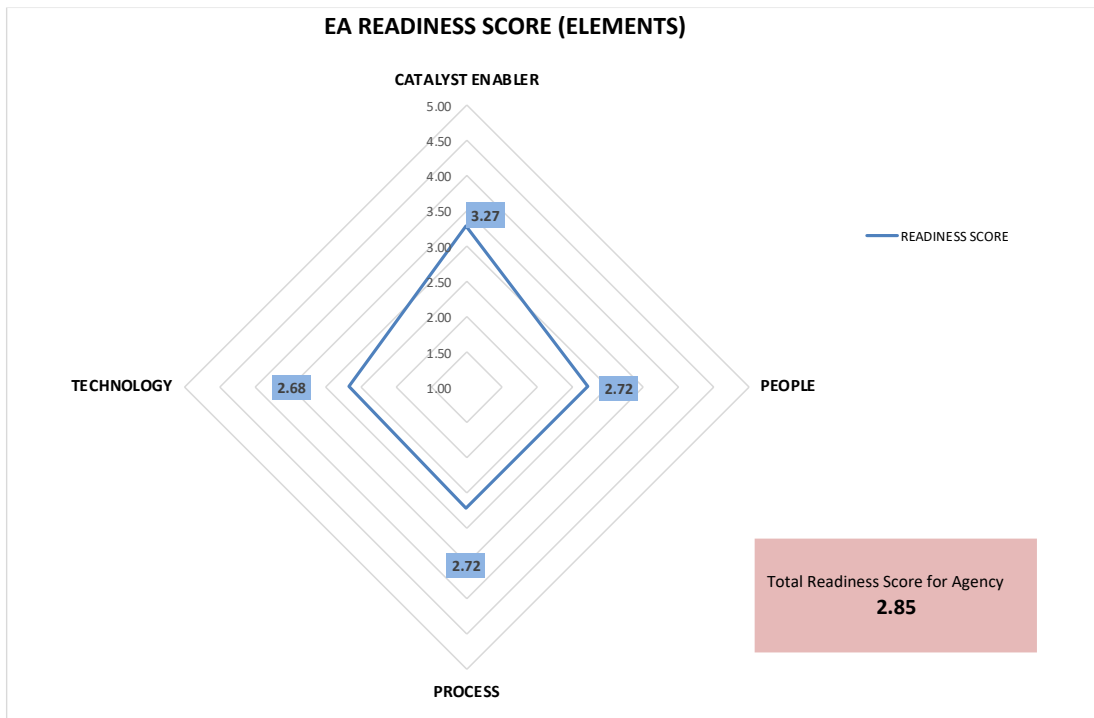 EA READINESS SCORE (ELEMENTS)
CATALYST ENABLER
5.00
4.50
4.00
3.50
3.27
3.00
READINESS SCORE
2.50
2.00
1.50
TECHNOLOGY
2.68
1.00
2.72
PEOPLE
2.72
Total Readiness Score for Agency
2.85
PROCESS